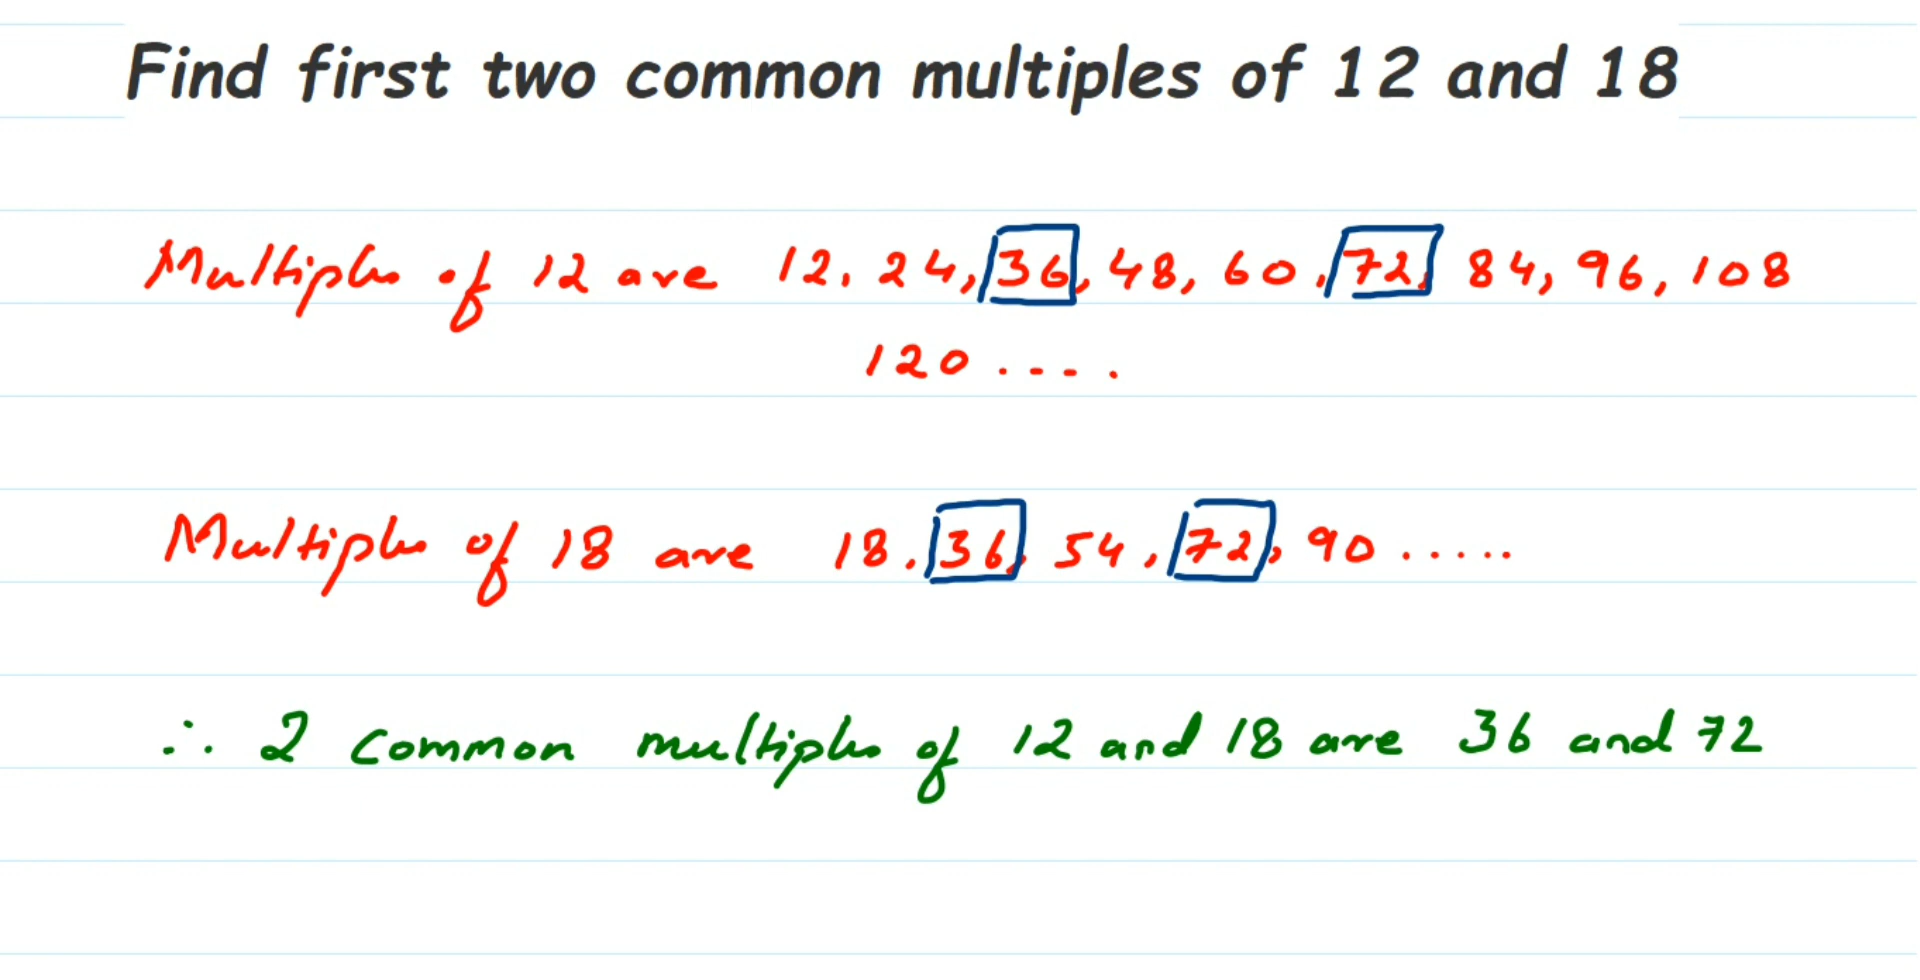 Find first two common multiples of 12 and 18
Multiples of 12 are 12, 24, 36, 48, 60, 72, 84, 96, 108
120 ....
Multiples of 18 are 18, 36, 54, 72, 90 .....
∴ 2 common multiples of 12 and 18 are 36 and 72